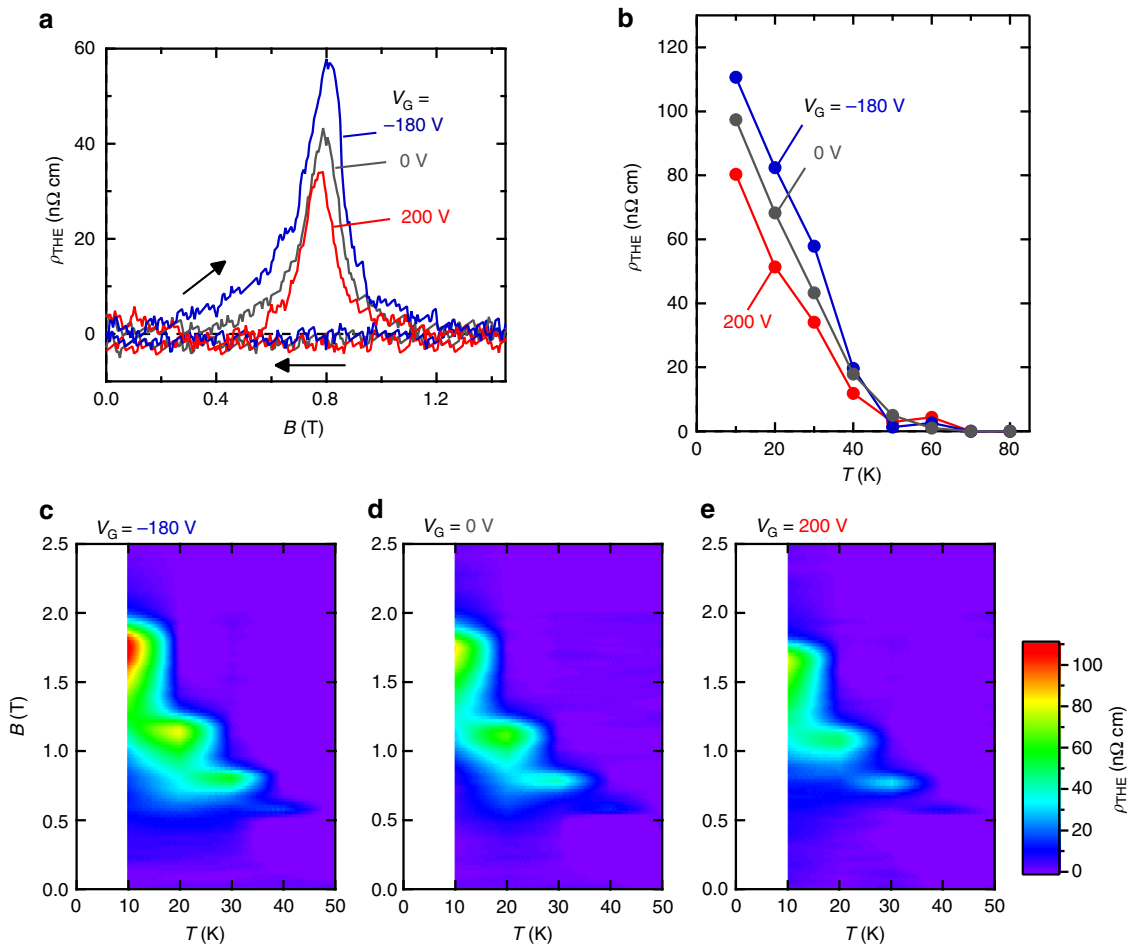 a
ρTHE (nΩ cm)
60
40
20
0
0.0 0.4 0.8 1.2
B (T)
VG =
–180 V
0 V
200 V
b
ρTHE (nΩ cm)
120
100
80
60
40
20
0
20 40 60 80
T (K)
VG = –180 V
0 V
200 V
c
VG = –180 V
B (T)
2.5
2.0
1.5
1.0
0.5
0.0
0 10 20 30 40 50
T (K)
d
VG = 0 V
2.5
2.0
1.5
1.0
0.5
0.0
0 10 20 30 40 50
T (K)
e
VG = 200 V
2.5
2.0
1.5
1.0
0.5
0.0
0 10 20 30 40 50
T (K)
100
80
60
40
20
0
ρTHE (nΩ cm)